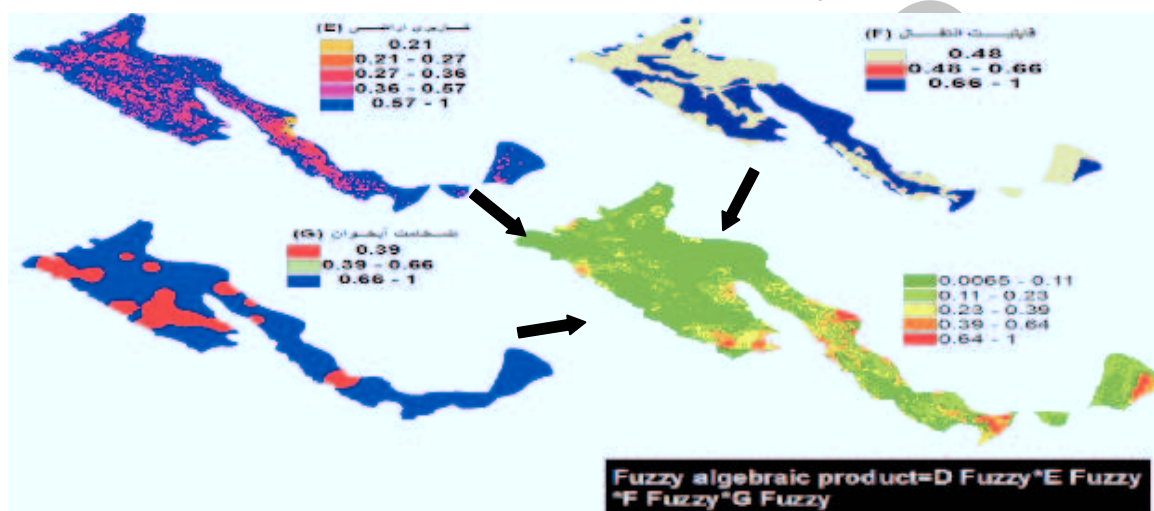 کاربری اراضی (E)
0.21
0.21 - 0.27
0.27 - 0.36
0.36 - 0.57
0.57 - 1
قابلیت انتقال (F)
0.48
0.48 - 0.66
0.66 - 1
ضخامت آبخوان (G)
0.39
0.39 - 0.66
0.66 - 1
0.0065 - 0.11
0.11 - 0.23
0.23 - 0.39
0.39 - 0.64
0.64 - 1
Fuzzy algebraic product=D Fuzzy*E Fuzzy
*F Fuzzy*G Fuzzy